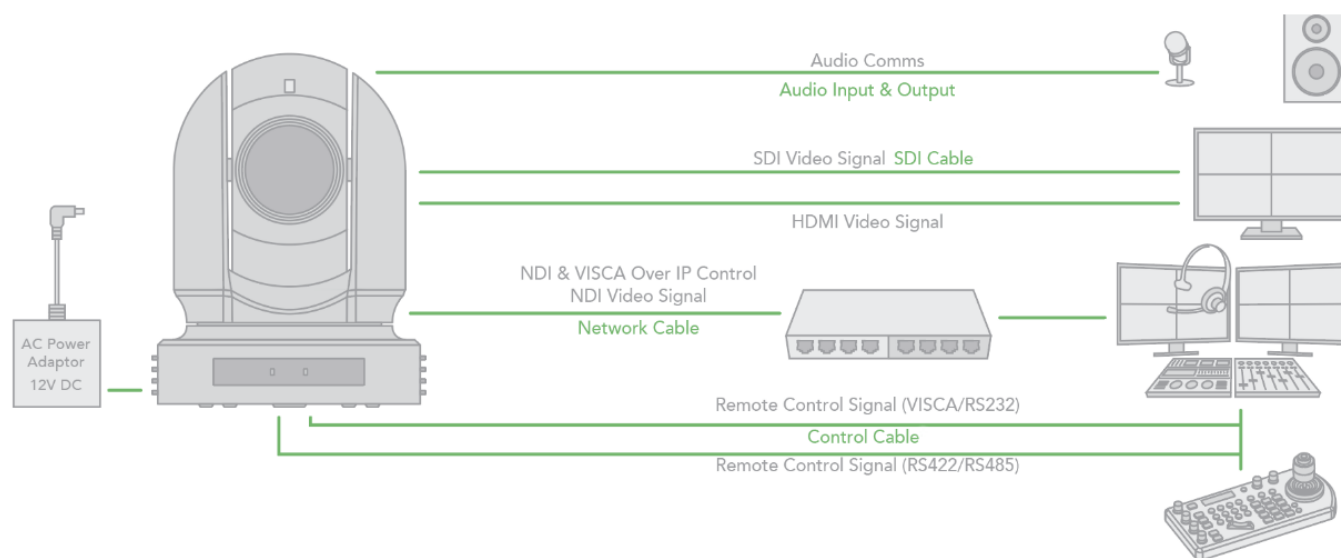 Audio Comms
Audio Input & Output
SDI Video Signal SDI Cable
HDMI Video Signal
NDI & VISCA Over IP Control
NDI Video Signal
Network Cable
AC Power
Adaptor
12V DC
Remote Control Signal (VISCA/RS232)
Control Cable
Remote Control Signal (RS422/RS485)